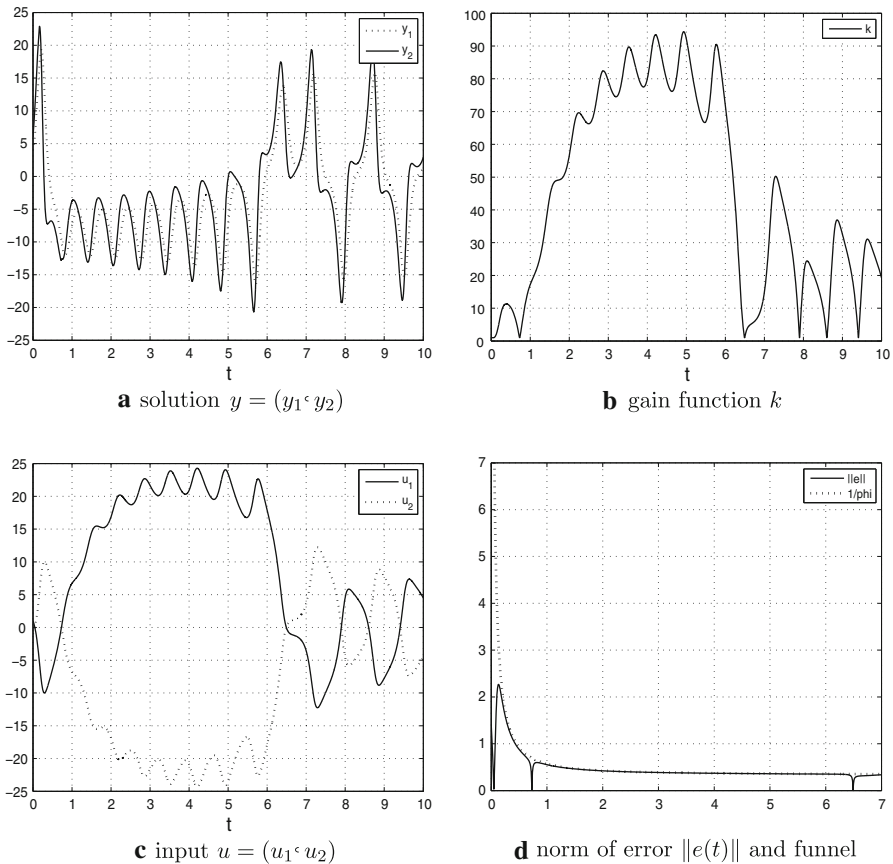 25
20
15
10
5
0
−5
−10
−15
−20
−25
0 1 2 3 4 5 6 7 8 9 10
t
y1
y2
a solution y = (y1‘ y2)
100
90
80
70
60
50
40
30
20
10
0
0 1 2 3 4 5 6 7 8 9 10
t
k
b gain function k
25
20
15
10
5
0
−5
−10
−15
−20
−25
0 1 2 3 4 5 6 7 8 9 10
t
u1
u2
c input u = (u1‘ u2)
7
6
5
4
3
2
1
0
0 1 2 3 4 5 6 7
||e||
1/phi
d norm of error ‖e(t)‖ and funnel